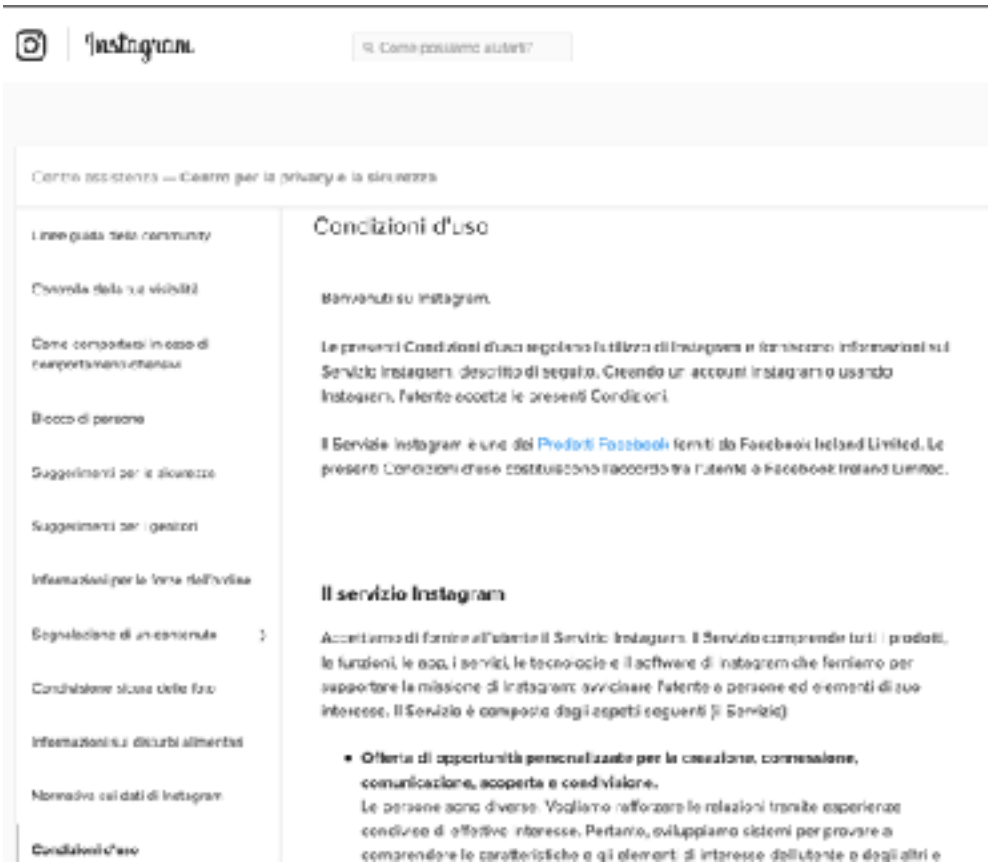 Instagram
Come possiamo aiutarti?
Centro assistenza — Centro per la privacy e la sicurezza
Linee guida della community
Controllo della tua visibilità
Come comportarsi in caso di
comportamenti offensivi
Blocco di persone
Suggerimenti per la sicurezza
Suggerimenti per i genitori
Informazioni per le forze dell'ordine
Segnalazione di un contenuto
Condivisione sicura delle foto
Informazioni sui disturbi alimentari
Normativa sui dati di Instagram
Condizioni d'uso
Condizioni d'uso
Benvenuti su Instagram.
Le presenti Condizioni d'uso regolano l'utilizzo di Instagram e forniscono informazioni sul
Servizio Instagram, descritto di seguito. Creando un account Instagram o usando
Instagram, l'utente accetta le presenti Condizioni.
Il Servizio Instagram è uno dei Prodotti Facebook forniti da Facebook Ireland Limited. Le
presenti Condizioni d'uso costituiscono l'accordo tra l'utente e Facebook Ireland Limited.
Il servizio Instagram
Accettiamo di fornire all'utente il Servizio Instagram. Il Servizio comprende tutti i prodotti,
le funzioni, le app, i servizi, le tecnologie e il software di Instagram che forniamo per
supportare la missione di Instagram: avvicinare l'utente a persone ed elementi di suo
interesse. Il Servizio è composto dagli aspetti seguenti (il Servizio):
• Offerta di opportunità personalizzate per la creazione, connessione,
comunicazione, scoperta e condivisione.
Le persone sono diverse. Vogliamo rafforzare le relazioni tramite esperienze
condivise di effettivo interesse. Pertanto, sviluppiamo sistemi per provare a
comprendere le caratteristiche e gli elementi di interesse dell'utente e degli altri e